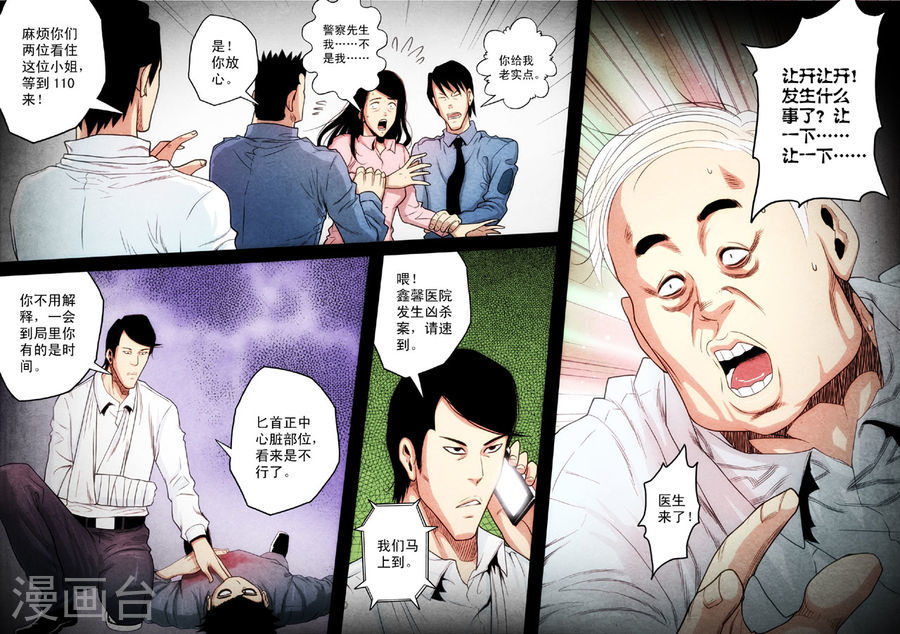 麻烦你们
两位看住
这位小姐，
等到 110
来！
是！
你放
心。
警察先生
我……不
是我……
你给我
老实点。
你不用解
释，一会
到局里你
有的是时
间。
匕首正中
心脏部位，
看来是不
行了。
喂！
鑫馨医院
发生凶杀
案，请速
到。
我们马
上到。
让开让开！
发生什么
事了？让
一下……
让一下……
医生
来了！
漫画台